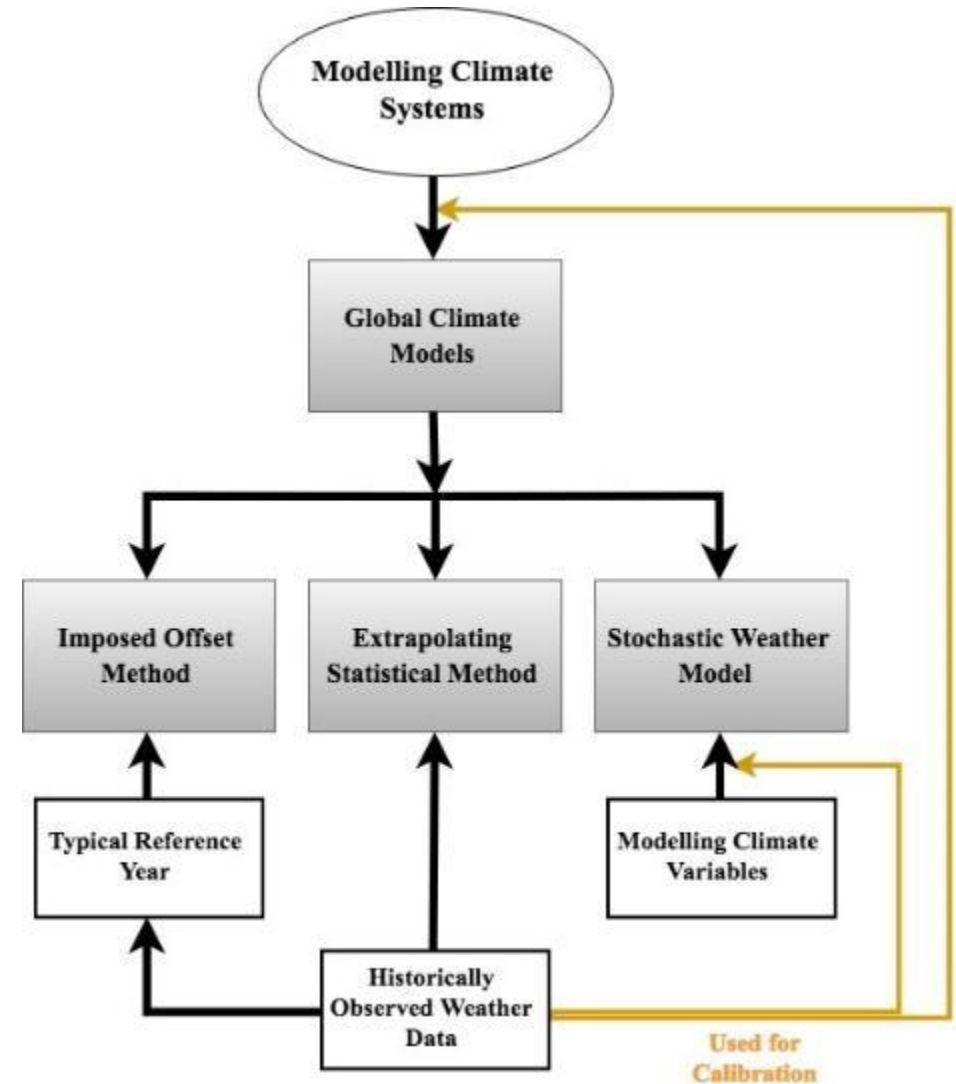 Modelling Climate
Systems
Global Climate
Models
Imposed Offset
Method
Extrapolating
Statistical Method
Stochastic Weather
Model
Typical Reference
Year
Modelling Climate
Variables
Historically
Observed Weather
Data
Used for
Calibration